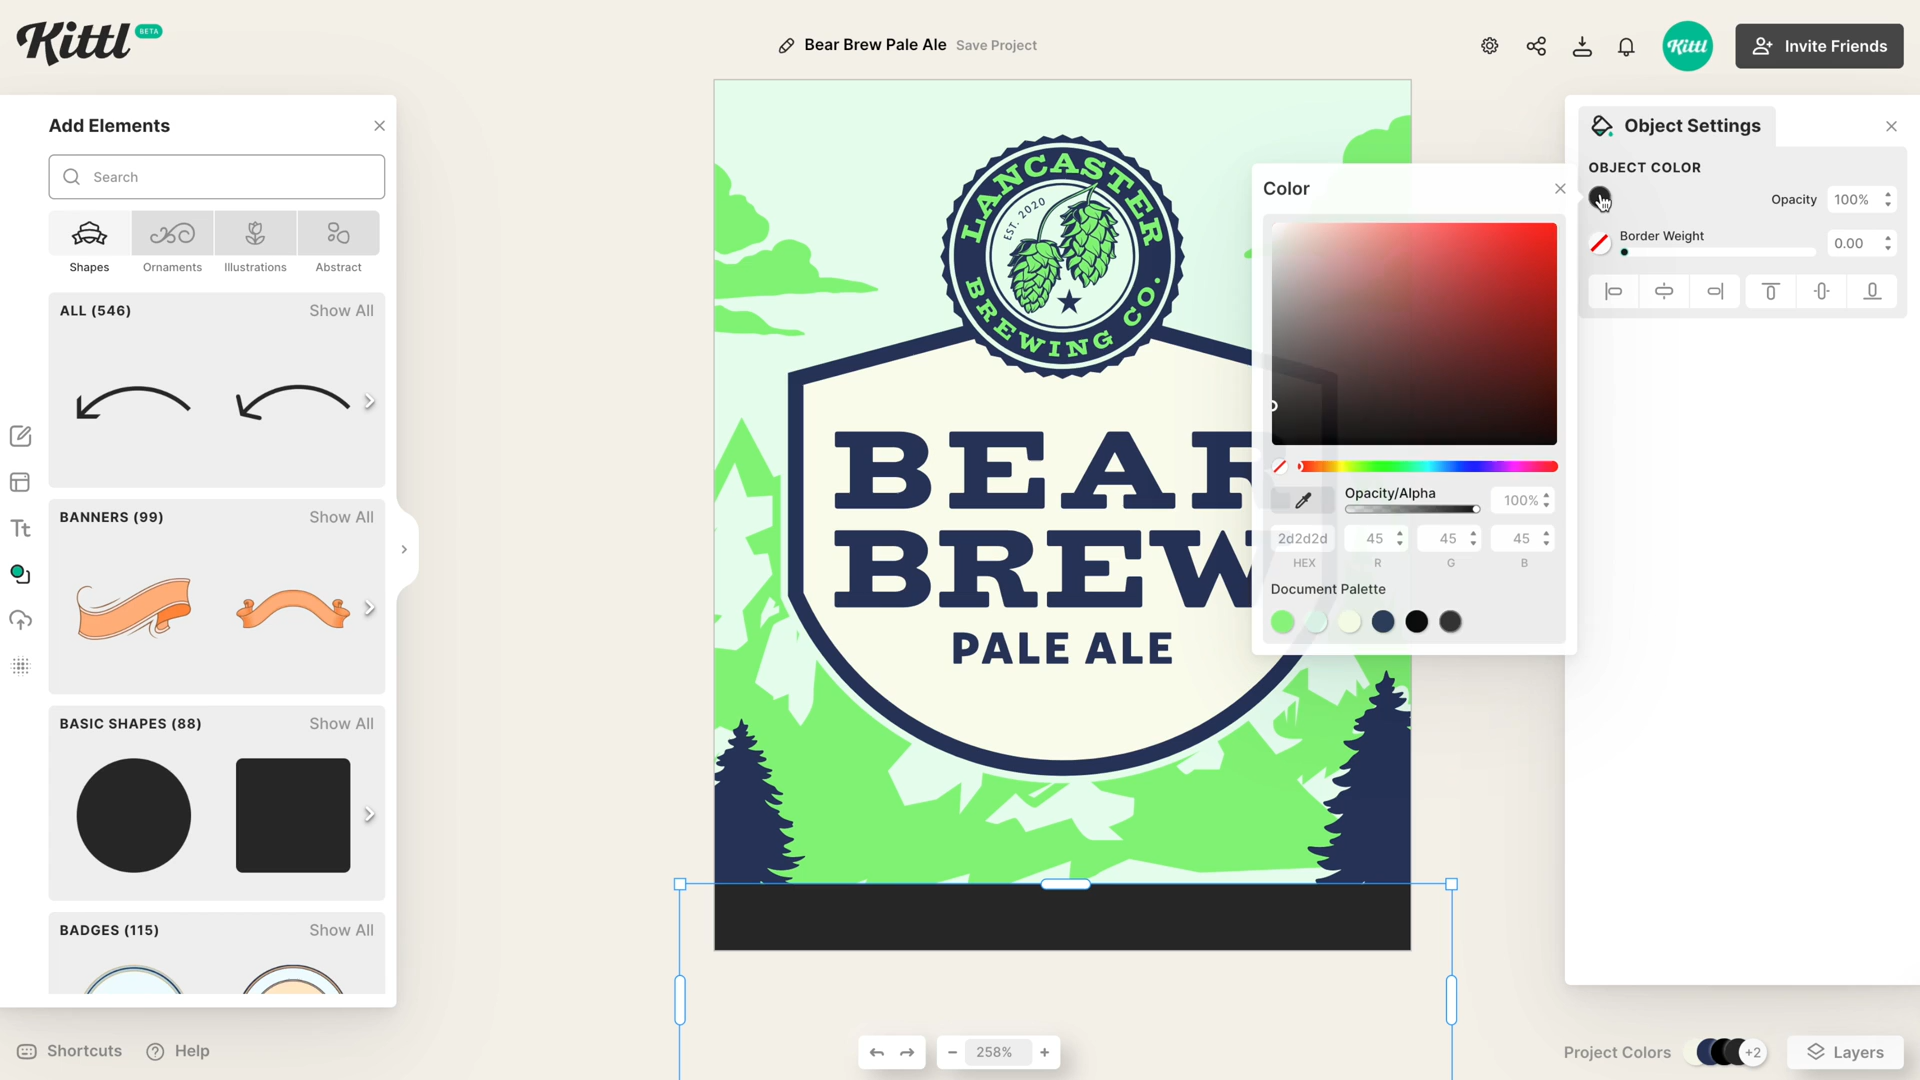 Kittl BETA
Bear Brew Pale Ale Save Project
Kittl
Invite Friends
Add Elements
Search
Shapes Ornaments Illustrations Abstract
ALL (546) Show All
BANNERS (99) Show All
BASIC SHAPES (88) Show All
BADGES (115) Show All
LANCASTER
EST. 2020
BREWING CO.
BEAR
BREW
PALE ALE
Color
Opacity/Alpha
100%
2d2d2d 45 45 45
HEX R G B
Document Palette
Object Settings
OBJECT COLOR
Opacity 100%
Border Weight 0.00
Shortcuts Help
258%
Project Colors +2 Layers